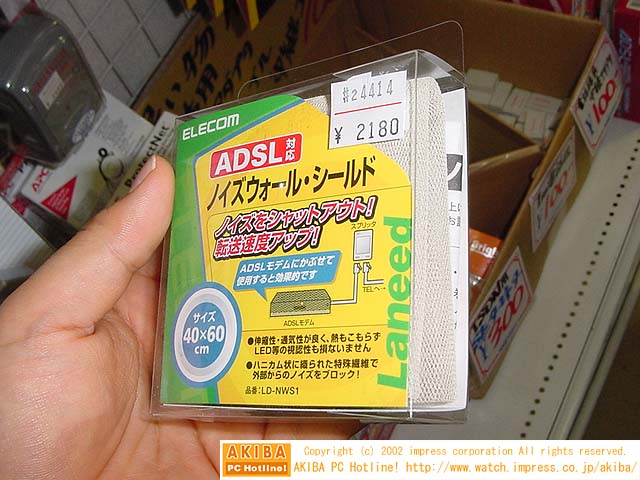 #24414
¥ 2180
ELECOM
ADSL 対応
ノイズウォール・シールド
ノイズをシャットアウト!
転送速度アップ!
スプリッタ
ADSLモデムにかぶせて
使用すると効果的です
TELへ→
ADSLモデム
サイズ
40×60
cm
●伸縮性・通気性が良く、熱もこもらず
LED等の視認性も損ないません
●ハニカム状に織られた特殊繊維で
外部からのノイズをブロック!
品番:LD-NWS1
Laneed
APC
ProtectNet
¥100
¥100
¥300
AKIBA
PC Hotline!
Copyright (c) 2002 impress corporation All rights reserved.
AKIBA PC Hotline! http://www.watch.impress.co.jp/akiba/